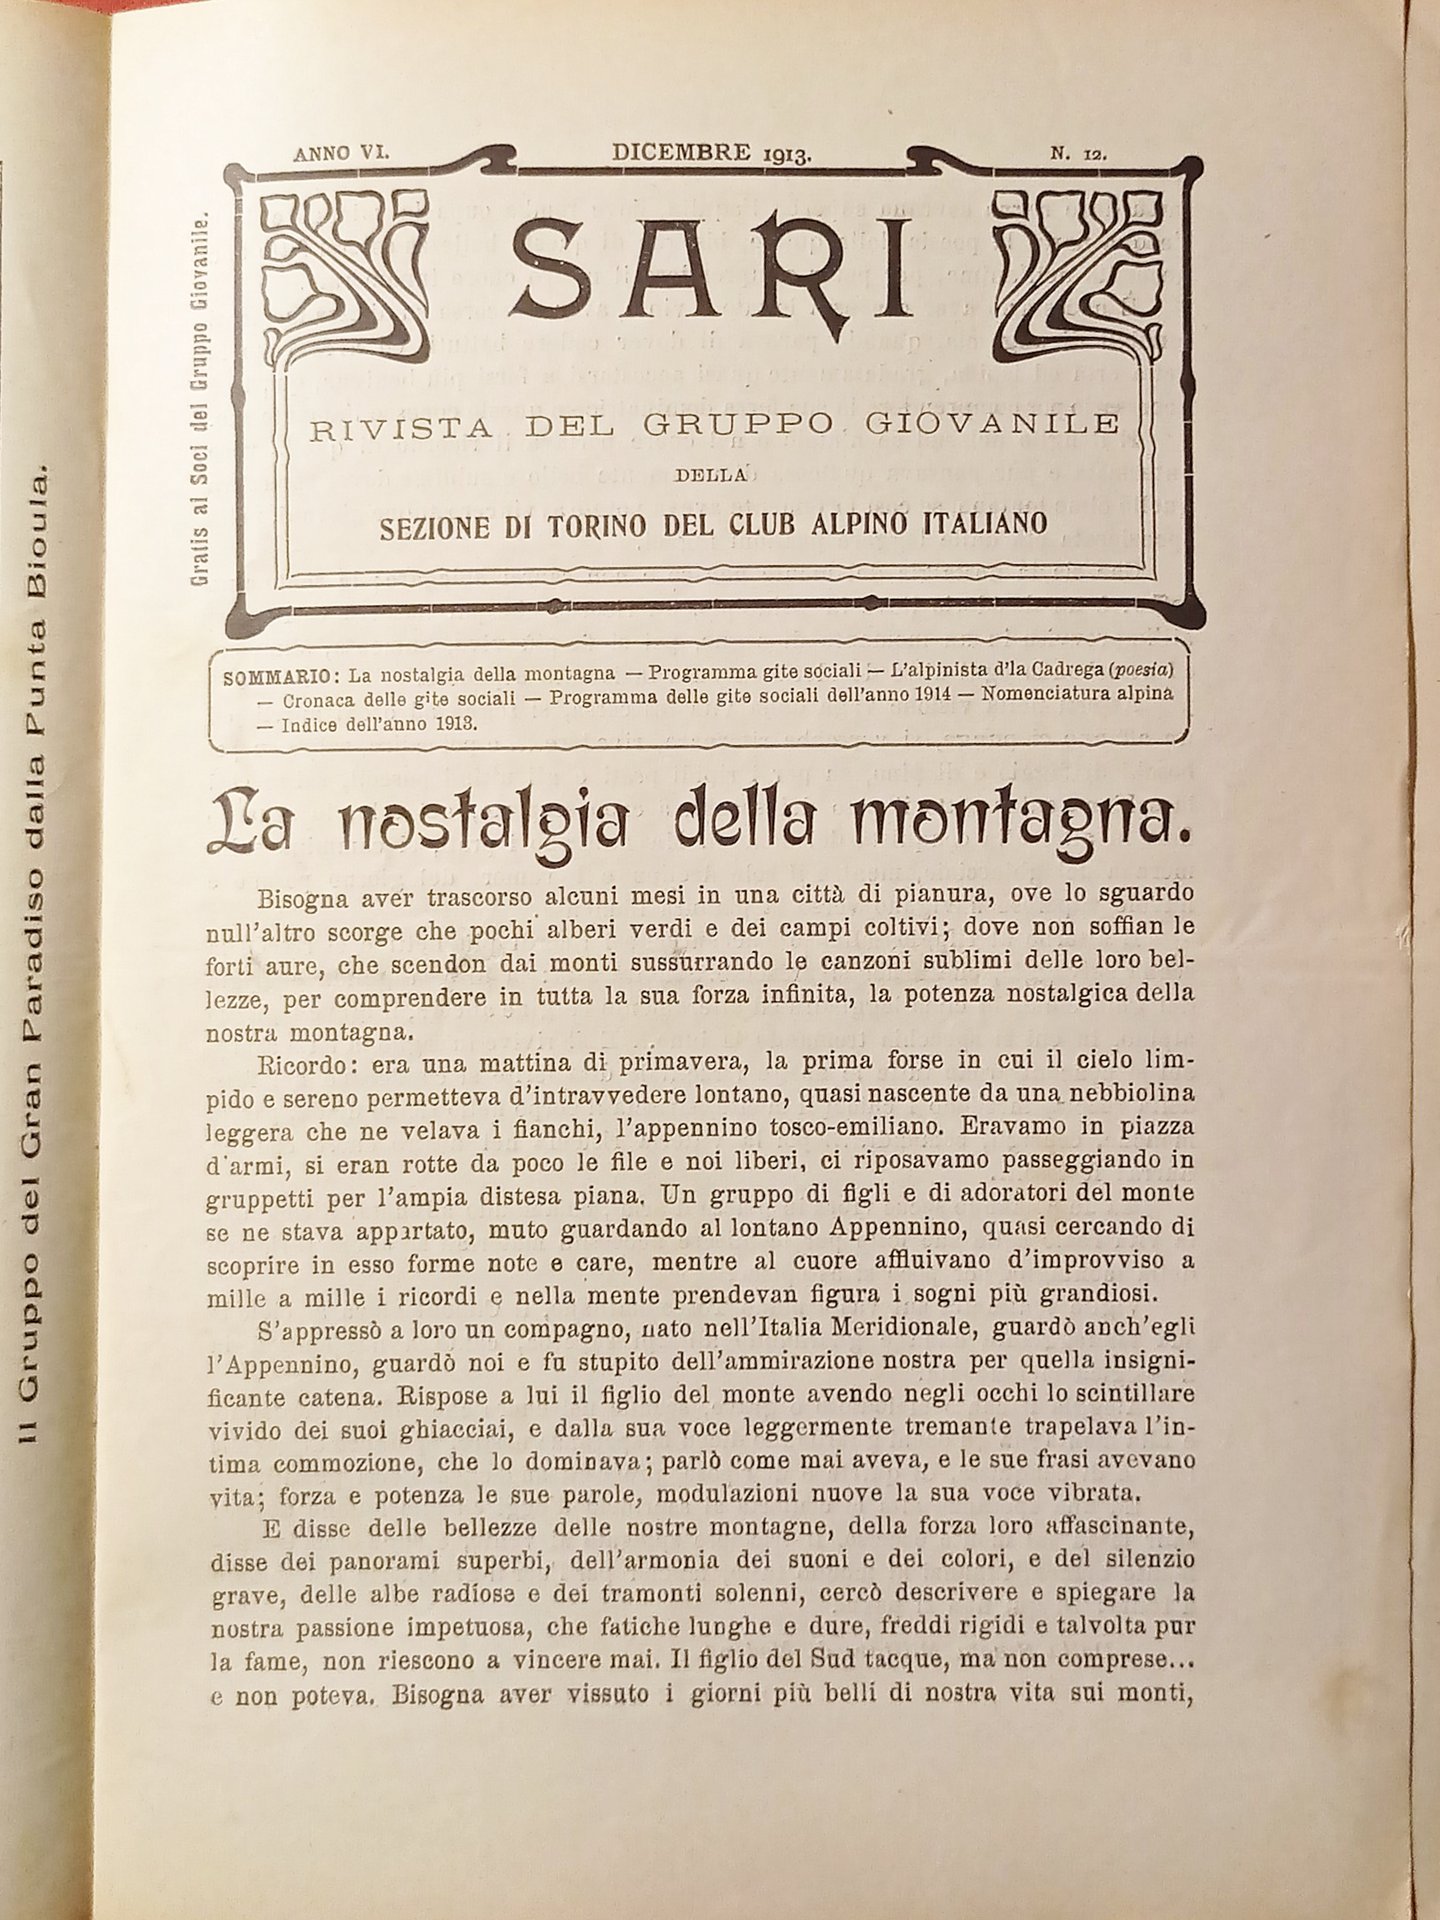 Il Gruppo del Gran Paradiso dalla Punta Bioula.
Gratis al Soci del Gruppo Giovanile.
ANNO VI. DICEMBRE 1913. N. 12.
SARI
RIVISTA DEL GRUPPO GIOVANILE
DELLA
SEZIONE DI TORINO DEL CLUB ALPINO ITALIANO
SOMMARIO: La nostalgia della montagna — Programma gite sociali — L'alpinista d'la Cadrega (poesia)
— Cronaca delle gite sociali — Programma delle gite sociali dell'anno 1914 — Nomenciatura alpina
— Indice dell'anno 1913.
La nostalgia della montagna.
Bisogna aver trascorso alcuni mesi in una città di pianura, ove lo sguardo
null'altro scorge che pochi alberi verdi e dei campi coltivi; dove non soffian le
forti aure, che scendon dai monti sussurrando le canzoni sublimi delle loro bel-
lezze, per comprendere in tutta la sua forza infinita, la potenza nostalgica della
nostra montagna.
Ricordo: era una mattina di primavera, la prima forse in cui il cielo lim-
pido e sereno permetteva d'intravvedere lontano, quasi nascente da una nebbiolina
leggera che ne velava i fianchi, l'appennino tosco-emiliano. Eravamo in piazza
d'armi, si eran rotte da poco le file e noi liberi, ci riposavamo passeggiando in
gruppetti per l'ampia distesa piana. Un gruppo di figli e di adoratori del monte
se ne stava appartato, muto guardando al lontano Appennino, quasi cercando di
scoprire in esso forme note e care, mentre al cuore affluivano d'improvviso a
mille a mille i ricordi e nella mente prendevan figura i sogni più grandiosi.
S'appressò a loro un compagno, nato nell'Italia Meridionale, guardò anch'egli
l'Appennino, guardò noi e fu stupito dell'ammirazione nostra per quella insigni-
ficante catena. Rispose a lui il figlio del monte avendo negli occhi lo scintillare
vivido dei suoi ghiacciai, e dalla sua voce leggermente tremante trapelava l'in-
tima commozione, che lo dominava; parlò come mai aveva, e le sue frasi avevano
vita; forza e potenza le sue parole, modulazioni nuove la sua voce vibrata.
E disse delle bellezze delle nostre montagne, della forza loro affascinante,
disse dei panorami superbi, dell'armonia dei suoni e dei colori, e del silenzio
grave, delle albe radiose e dei tramonti solenni, cercò descrivere e spiegare la
nostra passione impetuosa, che fatiche lunghe e dure, freddi rigidi e talvolta pur
la fame, non riescono a vincere mai. Il figlio del Sud tacque, ma non comprese...
e non poteva. Bisogna aver vissuto i giorni più belli di nostra vita sui monti,